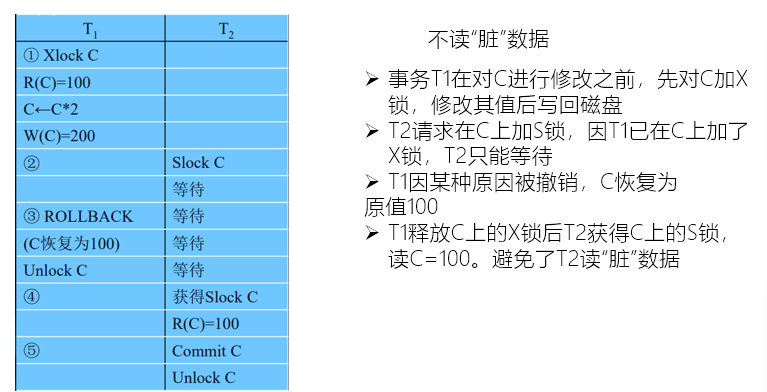 T1 T2
① Xlock C
R(C)=100
C←C*2
W(C)=200
② Slock C
等待
③ ROLLBACK 等待
(C恢复为100) 等待
Unlock C 等待
④ 获得Slock C
R(C)=100
⑤ Commit C
Unlock C
不读“脏”数据
➢ 事务T1在对C进行修改之前，先对C加X
锁，修改其值后写回磁盘
➢ T2请求在C上加S锁，因T1已在C上加了
X锁，T2只能等待
➢ T1因某种原因被撤销，C恢复为
原值100
➢ T1释放C上的X锁后T2获得C上的S锁，
读C=100。避免了T2读“脏”数据